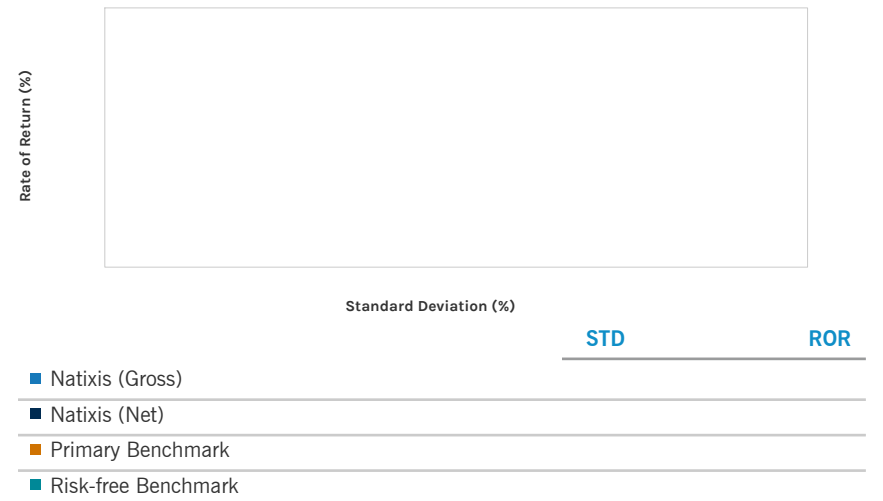 Rate of Return (%)
Standard Deviation (%)
STD ROR
Natixis (Gross)
Natixis (Net)
Primary Benchmark
Risk-free Benchmark